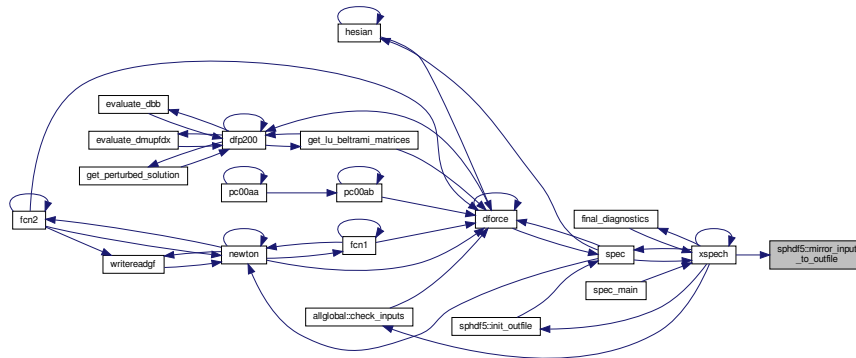 hesian
evaluate_dbb
evaluate_dmupfdx
dfp200
get_lu_beltrami_matrices
get_perturbed_solution
pc00aa
pc00ab
fcn2
dforce
final_diagnostics
fcn1
newton
writereadgf
spec
xspech
sphdf5::mirror_input
_to_outfile
spec_main
allglobal::check_inputs
sphdf5::init_outfile